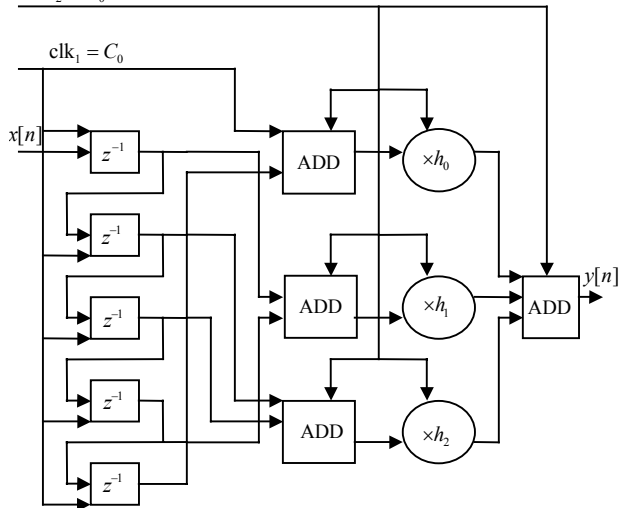 clk₁ = C₀
x[n]
z⁻¹
ADD
×h₀
z⁻¹
y[n]
z⁻¹
ADD
×h₁
ADD
z⁻¹
ADD
×h₂
z⁻¹